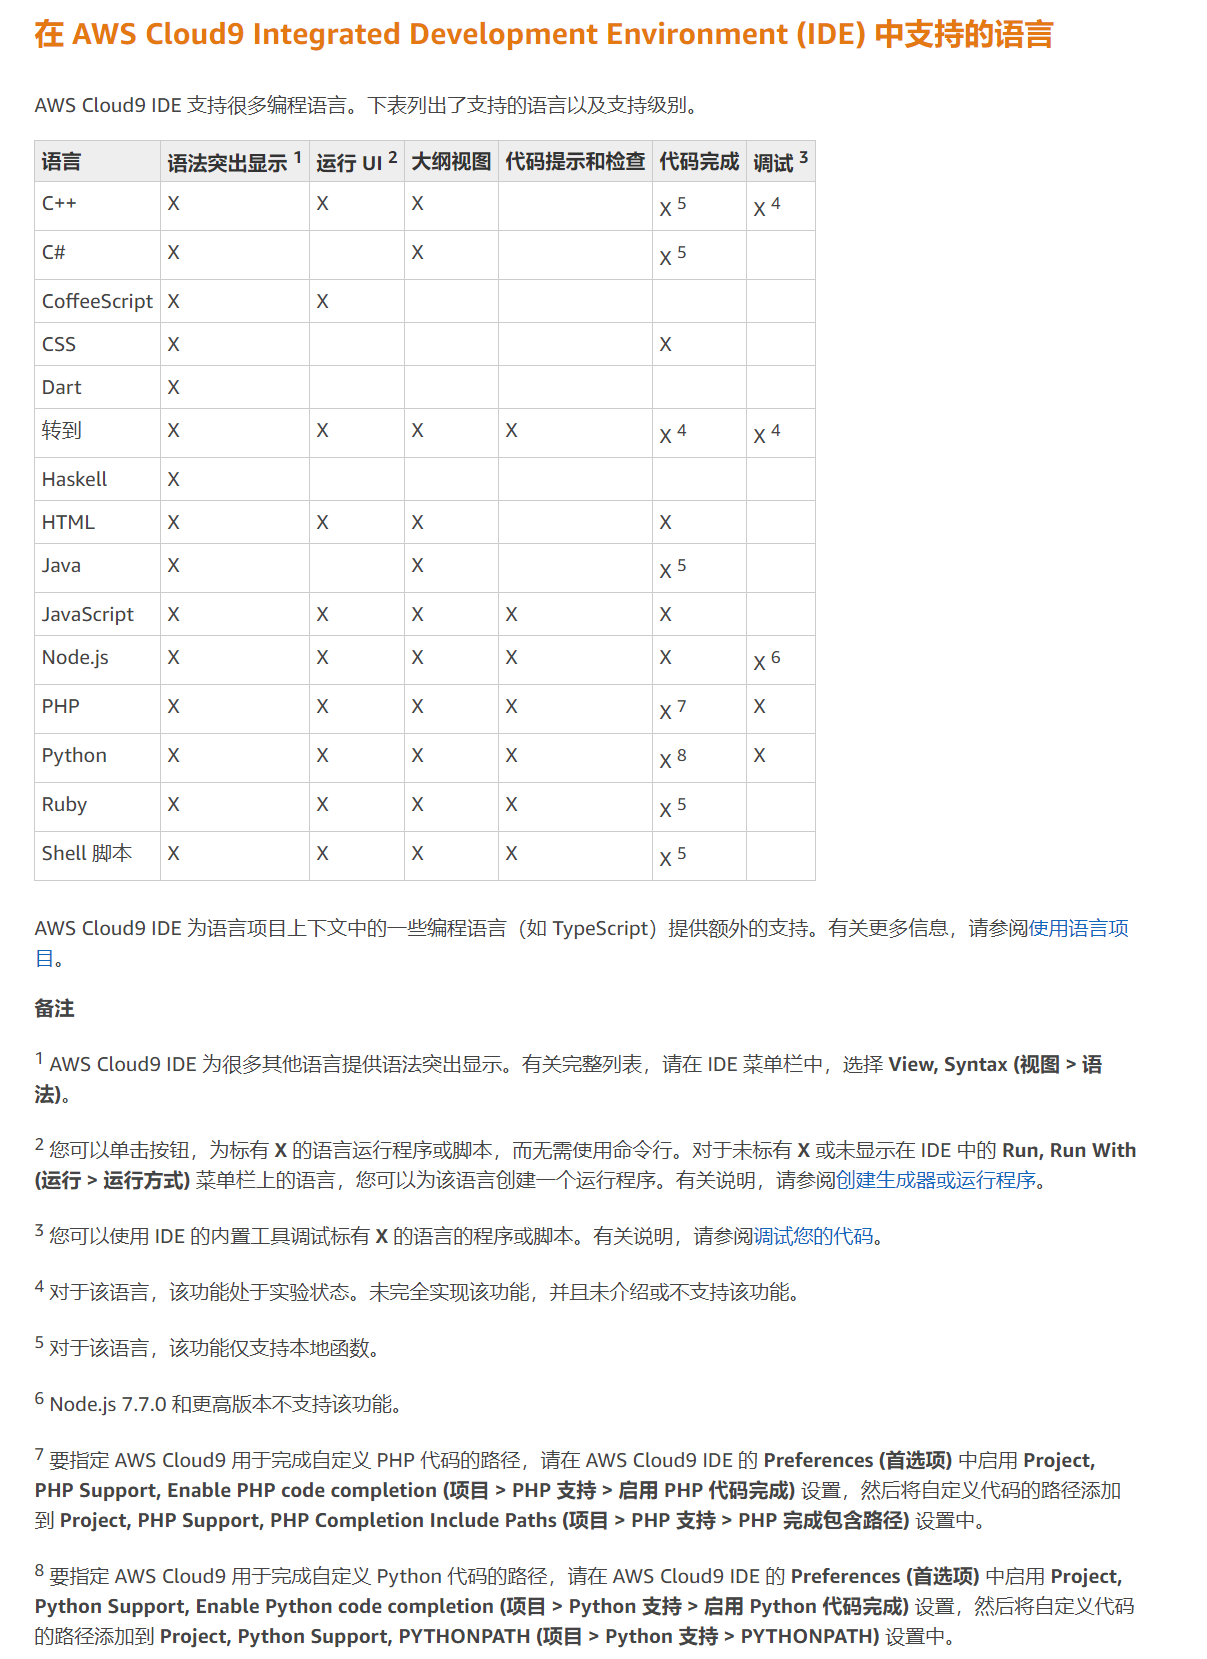 在 AWS Cloud9 Integrated Development Environment (IDE) 中支持的语言
AWS Cloud9 IDE 支持很多编程语言。下表列出了支持的语言以及支持级别。
语言 语法突出显示 1 运行 UI 2 大纲视图 代码提示和检查 代码完成 调试 3
C++ X X X X 5 X 4
C# X X X 5
CoffeeScript X X
CSS X X
Dart X
转到 X X X X X 4 X 4
Haskell X
HTML X X X X
Java X X X 5
JavaScript X X X X X
Node.js X X X X X X 6
PHP X X X X X 7 X
Python X X X X X 8 X
Ruby X X X X X 5
Shell 脚本 X X X X X 5
AWS Cloud9 IDE 为语言项目上下文中的一些编程语言（如 TypeScript）提供额外的支持。有关更多信息，请参阅使用语言项
目。
备注
1 AWS Cloud9 IDE 为很多其他语言提供语法突出显示。有关完整列表，请在 IDE 菜单栏中，选择 View, Syntax (视图 > 语
法)。
2 您可以单击按钮，为标有 X 的语言运行程序或脚本，而无需使用命令行。对于未标有 X 或未显示在 IDE 中的 Run, Run With
(运行 > 运行方式) 菜单栏上的语言，您可以为该语言创建一个运行程序。有关说明，请参阅创建生成器或运行程序。
3 您可以使用 IDE 的内置工具调试标有 X 的语言的程序或脚本。有关说明，请参阅调试您的代码。
4 对于该语言，该功能处于实验状态。未完全实现该功能，并且未介绍或不支持该功能。
5 对于该语言，该功能仅支持本地函数。
6 Node.js 7.7.0 和更高版本不支持该功能。
7 要指定 AWS Cloud9 用于完成自定义 PHP 代码的路径，请在 AWS Cloud9 IDE 的 Preferences (首选项) 中启用 Project,
PHP Support, Enable PHP code completion (项目 > PHP 支持 > 启用 PHP 代码完成) 设置，然后将自定义代码的路径添加
到 Project, PHP Support, PHP Completion Include Paths (项目 > PHP 支持 > PHP 完成包含路径) 设置中。
8 要指定 AWS Cloud9 用于完成自定义 Python 代码的路径，请在 AWS Cloud9 IDE 的 Preferences (首选项) 中启用 Project,
Python Support, Enable Python code completion (项目 > Python 支持 > 启用 Python 代码完成) 设置，然后将自定义代码
的路径添加到 Project, Python Support, PYTHONPATH (项目 > Python 支持 > PYTHONPATH) 设置中。